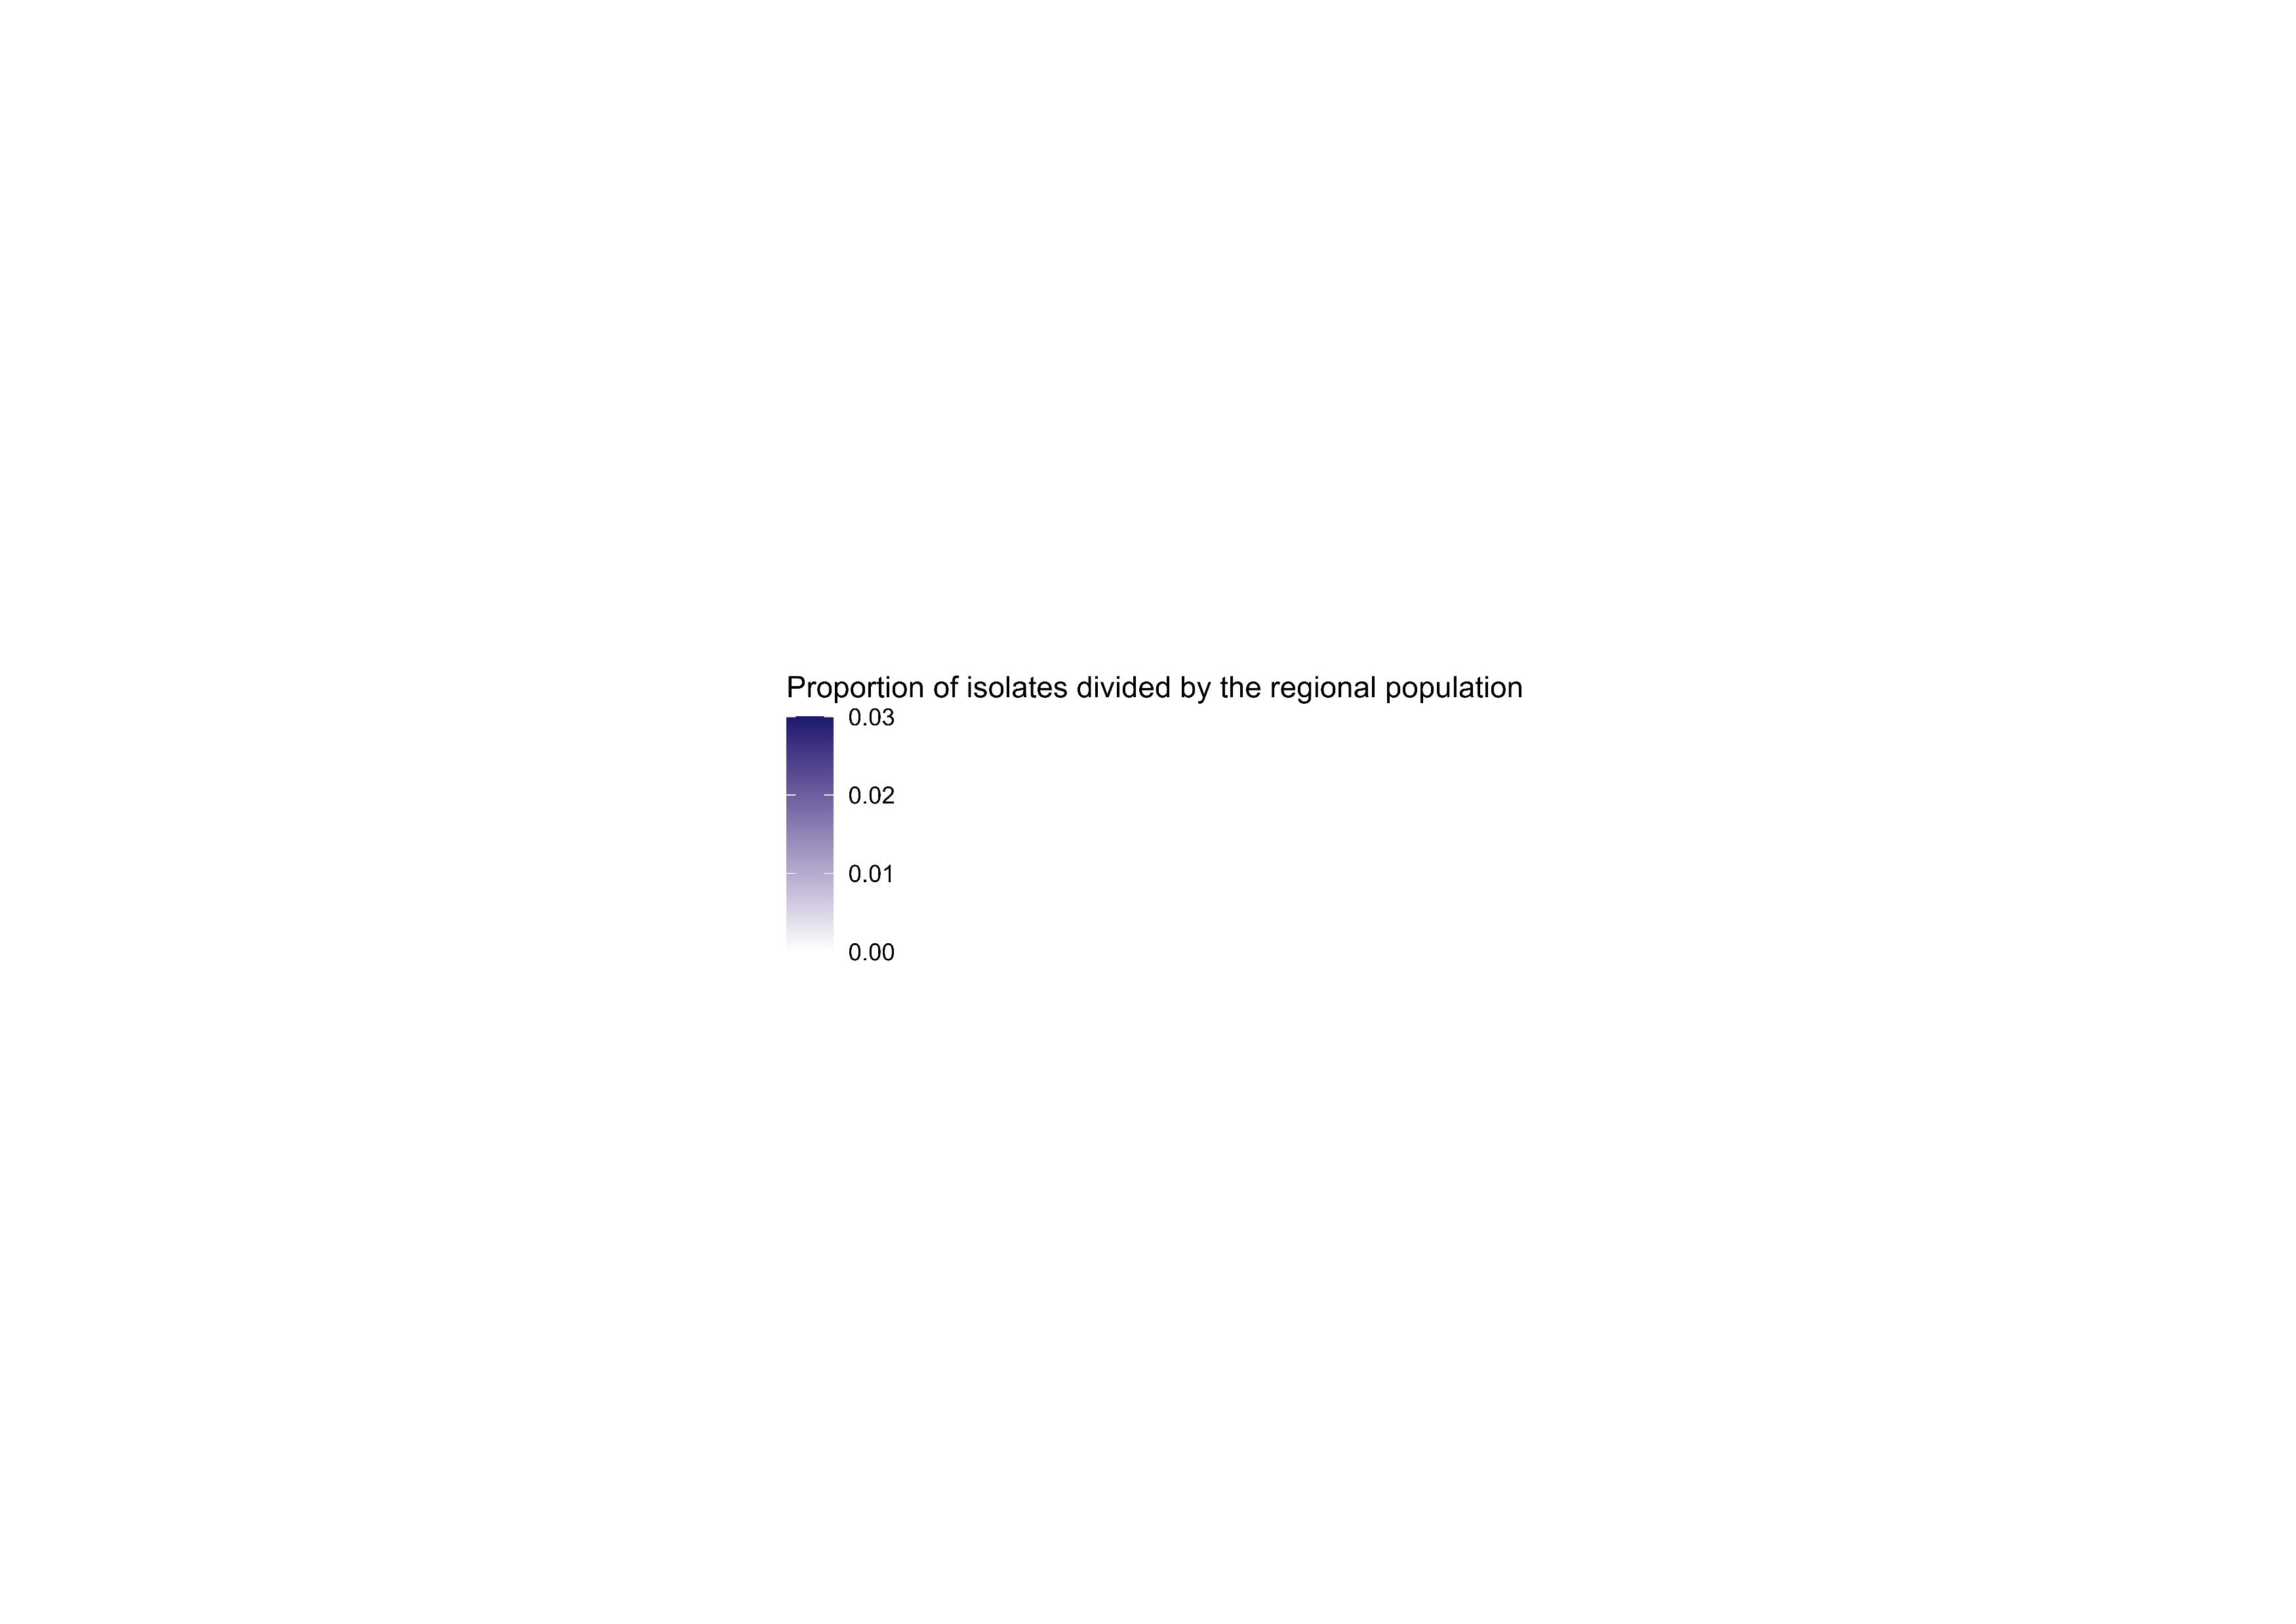 Proportion of isolates divided by the regional population
0.03
0.02
0.01
0.00